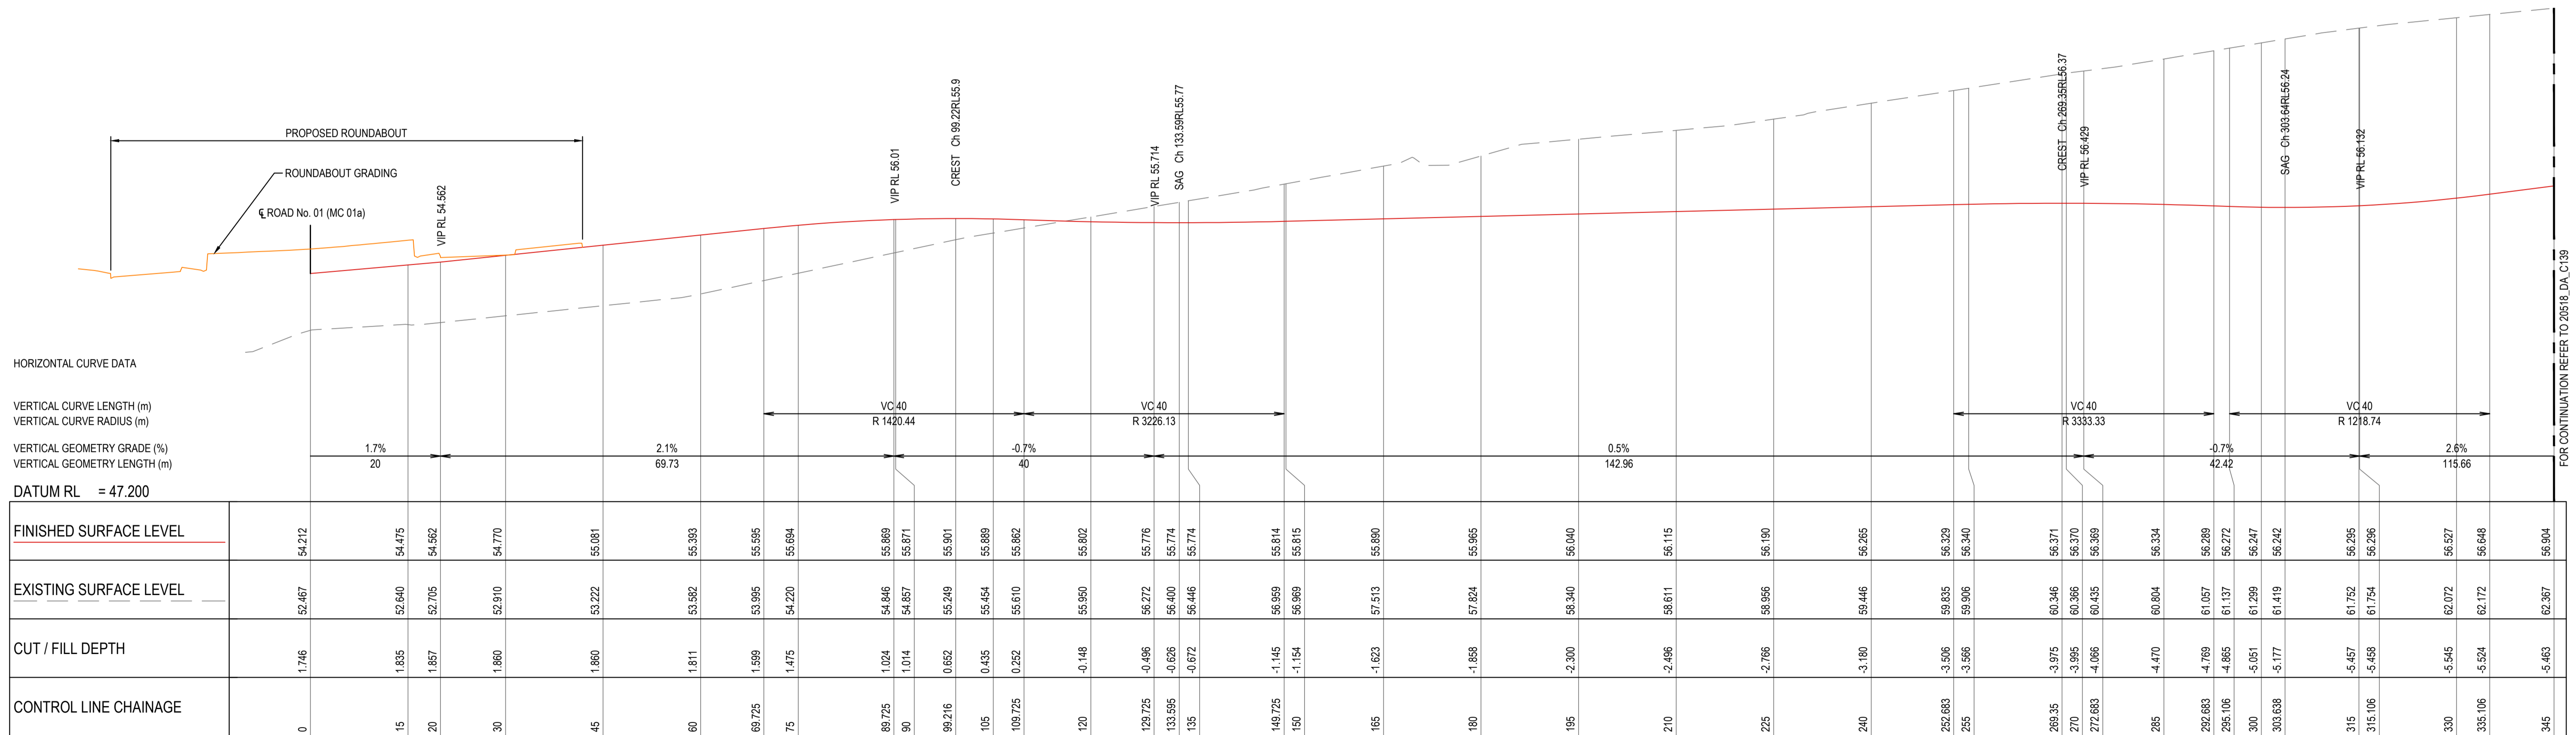 PROPOSED ROUNDABOUT
ROUNDABOUT GRADING
℄ ROAD No. 01 (MC 01a)
VIP RL 54.562
VIP RL 56.01
CREST Ch 99.22RL55.9
VIP RL 55.714
SAG Ch 133.59RL55.77
CREST Ch 269.35RL56.37
VIP RL 56.429
SAG Ch 303.64RL56.24
VIP RL 56.132
FOR CONTINUATION REFER TO 20518_DA_C139
HORIZONTAL CURVE DATA
VERTICAL CURVE LENGTH (m) VC 40 VC 40 VC 40 VC 40
VERTICAL CURVE RADIUS (m) R 1420.44 R 3226.13 R 3333.33 R 1218.74
VERTICAL GEOMETRY GRADE (%) 1.7% 2.1% -0.7% 0.5% -0.7% 2.6%
VERTICAL GEOMETRY LENGTH (m) 20 69.73 40 142.96 42.42 115.66
DATUM RL = 47.200
FINISHED SURFACE LEVEL 54.212 54.475 54.562 54.770 55.081 55.393 55.595 55.694 55.869 55.871 55.901 55.889 55.862 55.802 55.776 55.774 55.774 55.814 55.815 55.890 55.965 56.040 56.115 56.190 56.265 56.329 56.340 56.371 56.370 56.369 56.334 56.289 56.272 56.247 56.242 56.295 56.296 56.527 56.648 56.904
EXISTING SURFACE LEVEL 52.467 52.640 52.705 52.910 53.222 53.582 53.995 54.220 54.846 54.857 55.249 55.454 55.610 55.950 56.272 56.400 56.446 56.959 56.969 57.513 57.824 58.340 58.611 58.956 59.446 59.835 59.906 60.346 60.366 60.435 60.804 61.057 61.137 61.299 61.419 61.752 61.754 62.072 62.172 62.367
CUT / FILL DEPTH 1.746 1.835 1.857 1.860 1.860 1.811 1.599 1.475 1.024 1.014 0.652 0.435 0.252 -0.148 -0.496 -0.626 -0.672 -1.145 -1.154 -1.623 -1.858 -2.300 -2.496 -2.766 -3.180 -3.506 -3.566 -3.975 -3.995 -4.066 -4.470 -4.769 -4.865 -5.051 -5.177 -5.457 -5.458 -5.545 -5.524 -5.463
CONTROL LINE CHAINAGE 0 15 20 30 45 60 69.725 75 89.725 90 99.216 105 109.725 120 129.725 133.595 135 149.725 150 165 180 195 210 225 240 252.683 255 269.35 270 272.683 285 292.683 295.106 300 303.638 315 315.106 330 335.106 345